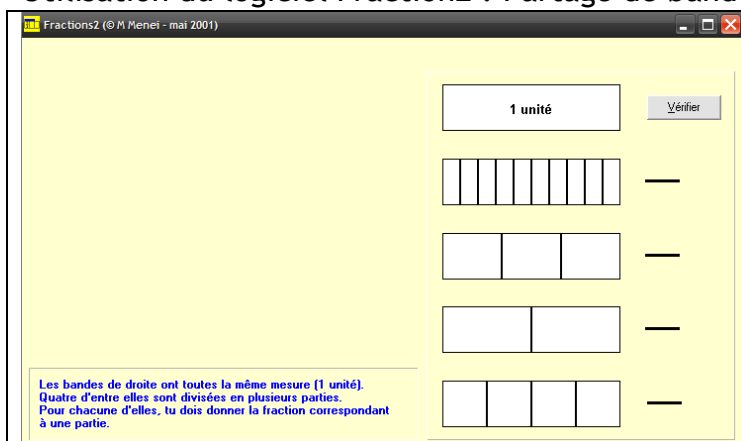 Utilisation du logiciel Fraction2 : Partage de band
Fractions2 (© M Menei - mai 2001)
1 unité
Vérifier
Les bandes de droite ont toutes la même mesure (1 unité).
Quatre d'entre elles sont divisées en plusieurs parties.
Pour chacune d'elles, tu dois donner la fraction correspondant
à une partie.